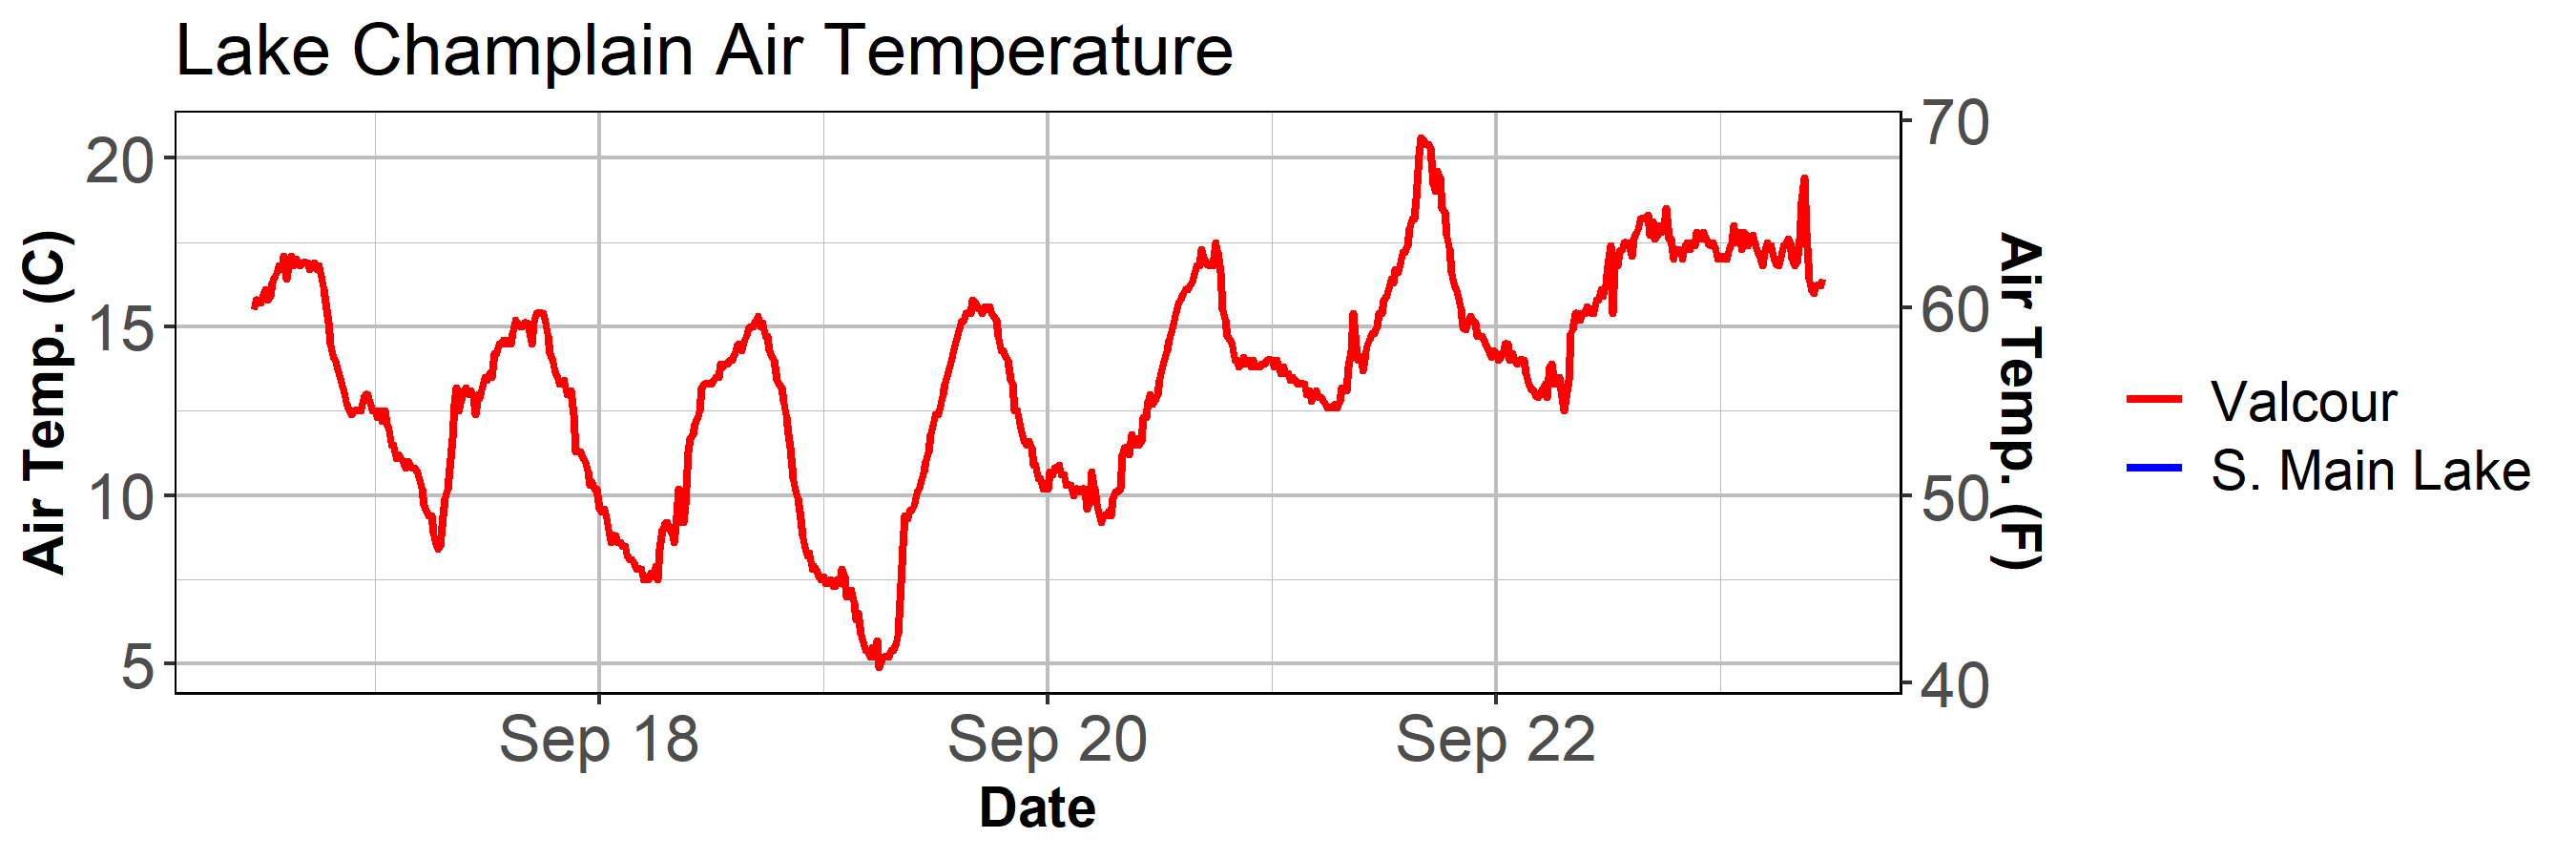 Lake Champlain Air Temperature
Air Temp. (C)
20
15
10
5
70
60
50
40
Air Temp. (F)
Sep 18
Sep 20
Sep 22
Date
Valcour
S. Main Lake